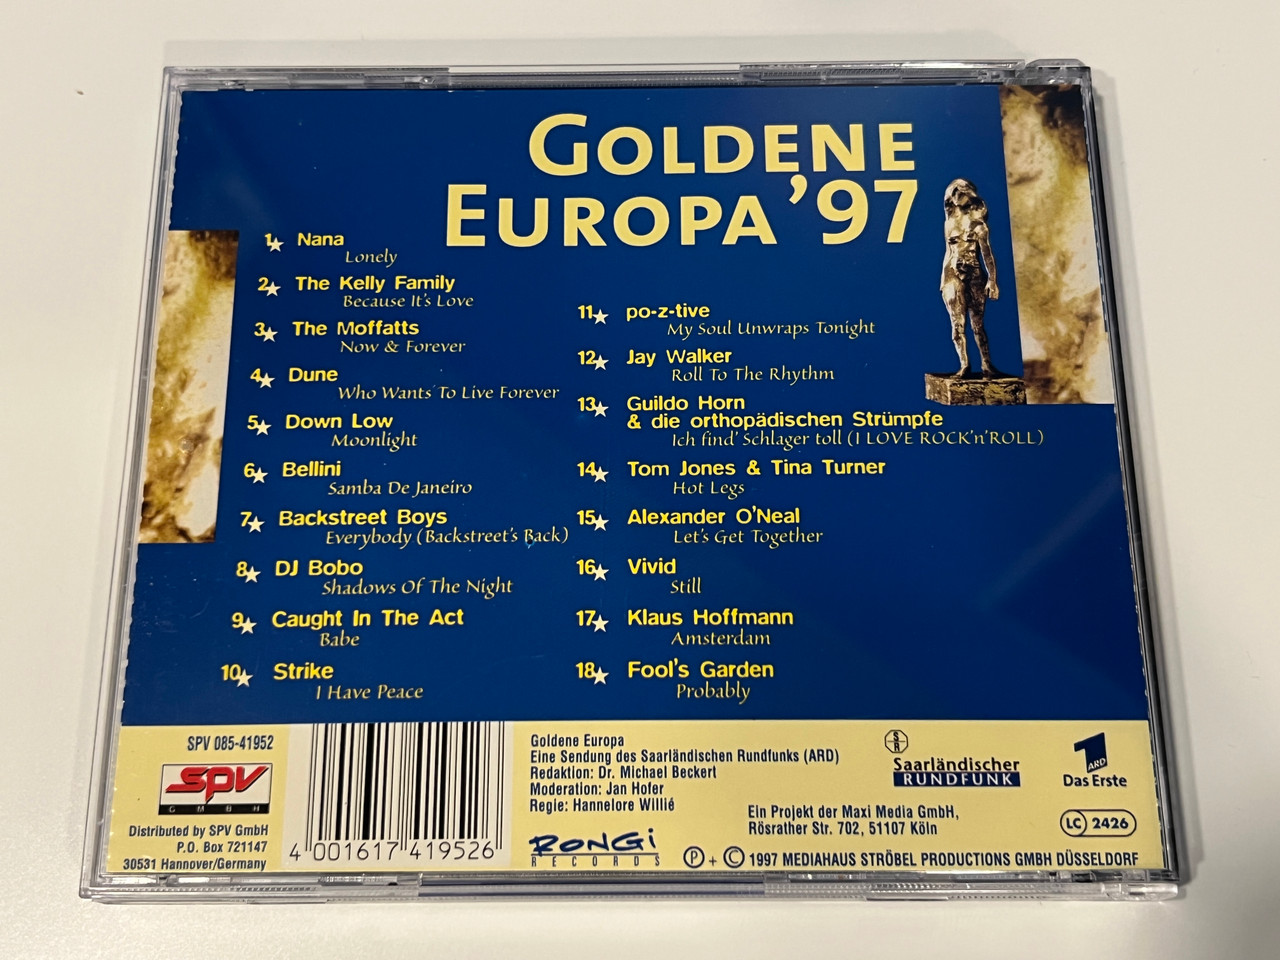 GOLDENE
EUROPA '97
1 Nana
Lonely
2 The Kelly Family
Because It's Love
3 The Moffatts
Now & Forever
4 Dune
Who Wants To Live Forever
5 Down Low
Moonlight
6 Bellini
Samba De Janeiro
7 Backstreet Boys
Everybody (Backstreet's Back)
8 DJ Bobo
Shadows Of The Night
9 Caught In The Act
Babe
10 Strike
I Have Peace
11 po-z-tive
My Soul Unwraps Tonight
12 Jay Walker
Roll To The Rhythm
13 Guildo Horn
& die orthopädischen Strümpfe
Ich find' Schlager toll (I LOVE ROCK'n'ROLL)
14 Tom Jones & Tina Turner
Hot Legs
15 Alexander O'Neal
Let's Get Together
16 Vivid
Still
17 Klaus Hoffmann
Amsterdam
18 Fool's Garden
Probably
SPV 085-41952
SPV
GMBH
Distributed by SPV GmbH
P.O. Box 721147
30531 Hannover/Germany
4 001617 419526
Goldene Europa
Eine Sendung des Saarländischen Rundfunks (ARD)
Redaktion: Dr. Michael Beckert
Moderation: Jan Hofer
Regie: Hannelore Willié
RONGI
RECORDS
SR
Saarländischer
RUNDFUNK
1
ARD
Das Erste
Ein Projekt der Maxi Media GmbH,
Rösrather Str. 702, 51107 Köln
LC 2426
Ⓟ + © 1997 MEDIAHAUS STRÖBEL PRODUCTIONS GMBH DÜSSELDORF